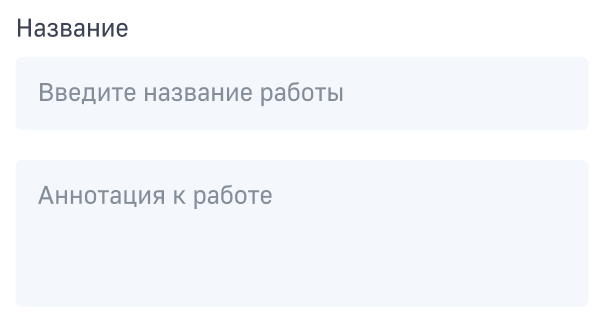 Название
Введите название работы
Аннотация к работе